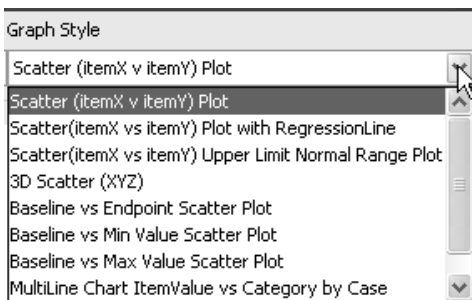 Graph Style
Scatter (itemX v itemY) Plot
Scatter (itemX v itemY) Plot
Scatter(itemX vs itemY) Plot with RegressionLine
Scatter(itemX vs itemY) Upper Limit Normal Range Plot
3D Scatter (XYZ)
Baseline vs Endpoint Scatter Plot
Baseline vs Min Value Scatter Plot
Baseline vs Max Value Scatter Plot
MultiLine Chart ItemValue vs Category by Case